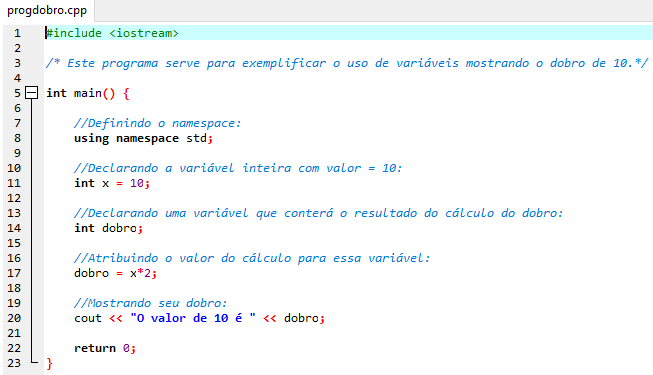 progdobro.cpp
1 #include <iostream>
2
3 /* Este programa serve para exemplificar o uso de variáveis mostrando o dobro de 10.*/
4
5 int main() {
6
7 //Definindo o namespace:
8 using namespace std;
9
10 //Declarando a variável inteira com valor = 10:
11 int x = 10;
12
13 //Declarando uma variável que conterá o resultado do cálculo do dobro:
14 int dobro;
15
16 //Atribuindo o valor do cálculo para essa variável:
17 dobro = x*2;
18
19 //Mostrando seu dobro:
20 cout << "O valor de 10 é " << dobro;
21
22 return 0;
23 }